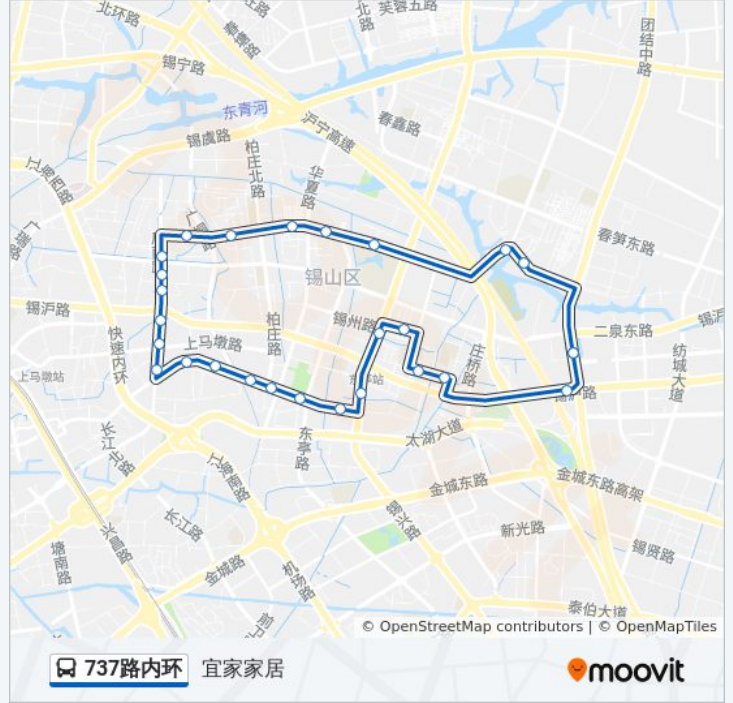 北环路
芙蓉五路
团结中路
锡宁路
东青河
锡虞路
沪宁高速
春鑫路
柏庄北路
华夏路
江海西路
广瑞路
春笋东路
锡山区
锡沪路
快速内环
上马墩路
柏庄路
锡州路
庄桥路
二泉东路
纺城大道
上马墩站
长江北路
东亭路
太湖大道
江海南路
金城东路
金城东路高架
锡兴路
长江路
新光路
锡贤路
兴昌路
塘南路
金城路
机场路
泰伯大道
© OpenStreetMap contributors | © OpenMapTiles
737路内环 宜家家居
moovit